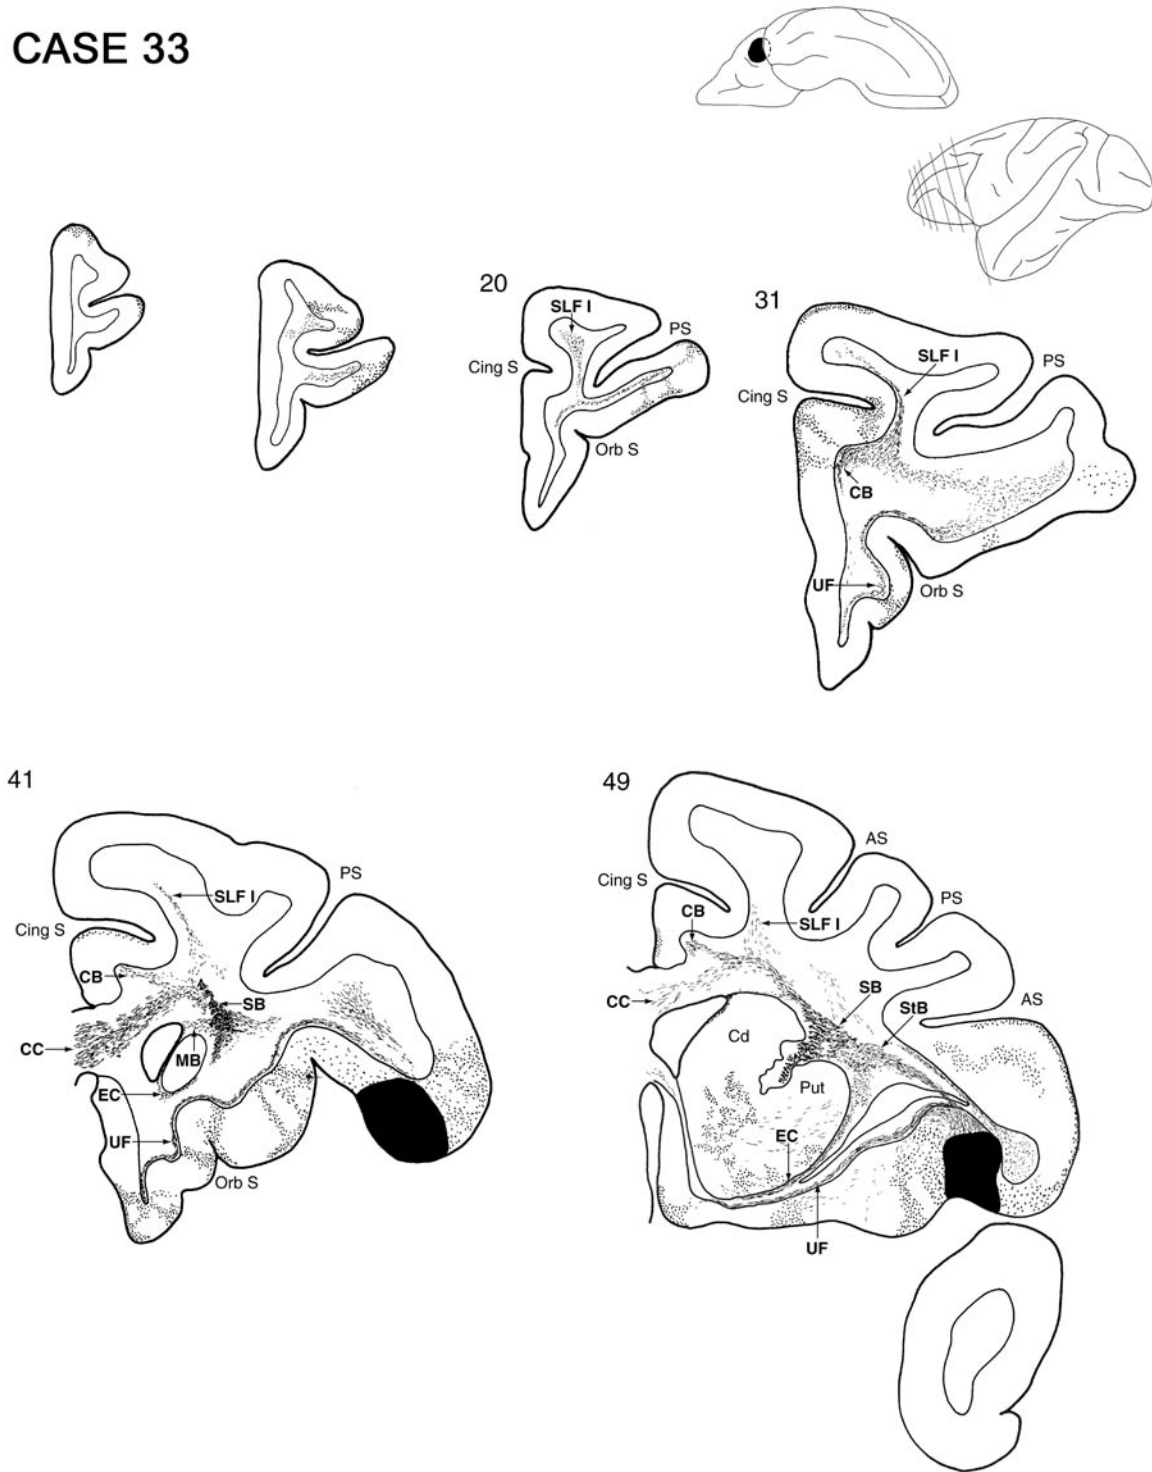 CASE 33
20
SLF I
PS
Cing S
Orb S
31
SLF I
PS
Cing S
CB
UF
Orb S
41
PS
SLF I
Cing S
CB
SB
CC
MB
EC
UF
Orb S
49
AS
Cing S
PS
CB
SLF I
SB
AS
CC
StB
Cd
Put
EC
UF